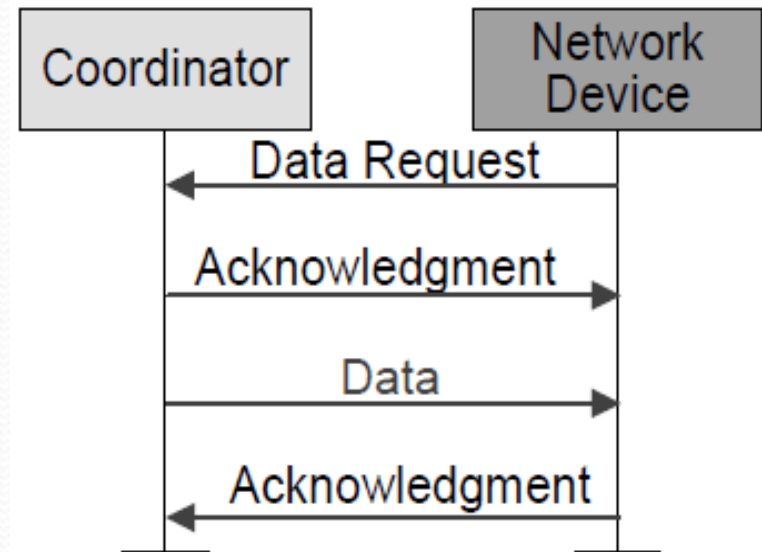 Coordinator
Network
Device
Data Request
Acknowledgment
Data
Acknowledgment